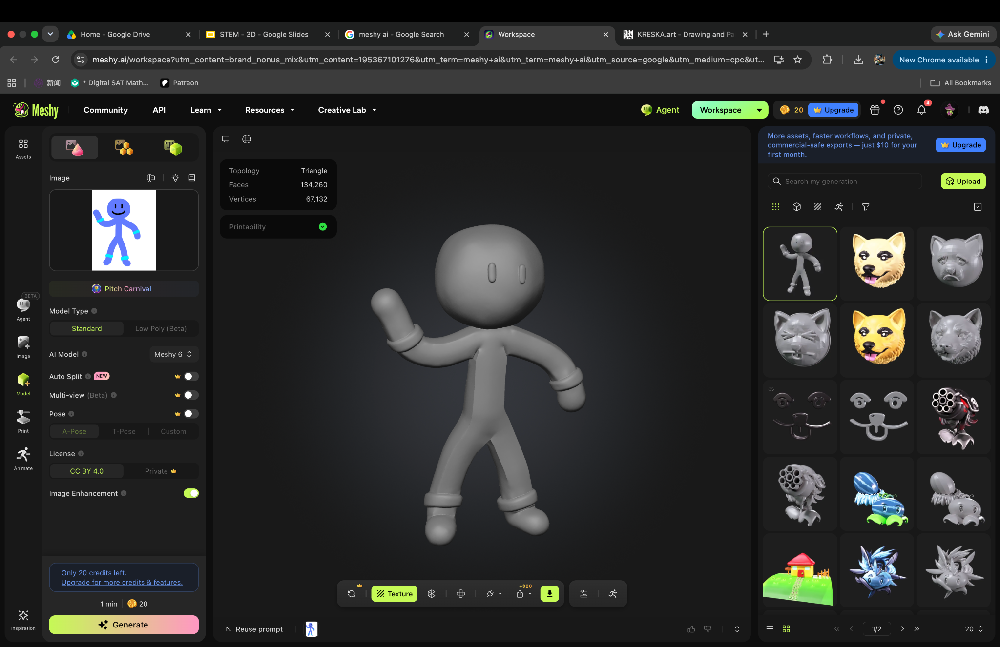 Home - Google Drive
STEM - 3D - Google Slides
meshy ai - Google Search
Workspace
KRESKA.art - Drawing and Pa
Ask Gemini
meshy.ai/workspace?utm_content=brand_nonus_mix&utm_content=195367101276&utm_term=meshy+ai&utm_term=meshy+ai&utm_source=google&utm_medium=cpc&ut...
New Chrome available
新闻
* Digital SAT Math...
Patreon
All Bookmarks
Meshy
Community
API
Learn
Resources
Creative Lab
Agent
Workspace
20
Upgrade
4
Assets
BETA
Agent
Image
Model
Print
Animate
Inspiration
Image
Pitch Carnival
Model Type
Standard
Low Poly (Beta)
AI Model
Meshy 6
Auto Split
NEW
Multi-view (Beta)
Pose
A-Pose
T-Pose
Custom
License
CC BY 4.0
Private
Image Enhancement
Only 20 credits left.
Upgrade for more credits & features.
1 min
20
Generate
Topology Triangle
Faces 134,260
Vertices 67,132
Printability
Texture
+$20
Reuse prompt
More assets, faster workflows, and private,
commercial-safe exports — just $10 for your
first month.
Upgrade
Search my generation
Upload
1/2
20